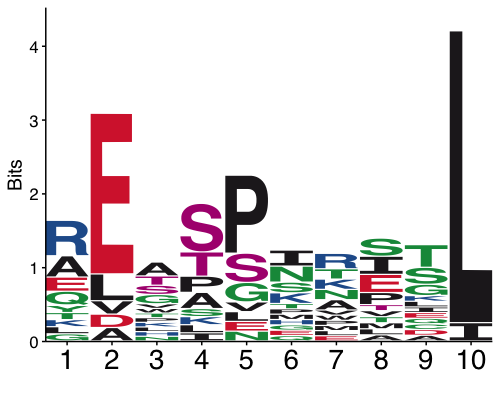 Bits
4
3
2
1
0
R A E Q
E L V D A
A T S G
S T P A S K
P S G V L E N
I N S K
R T K N A
S I E P
T S G K
L I
1 2 3 4 5 6 7 8 9 10